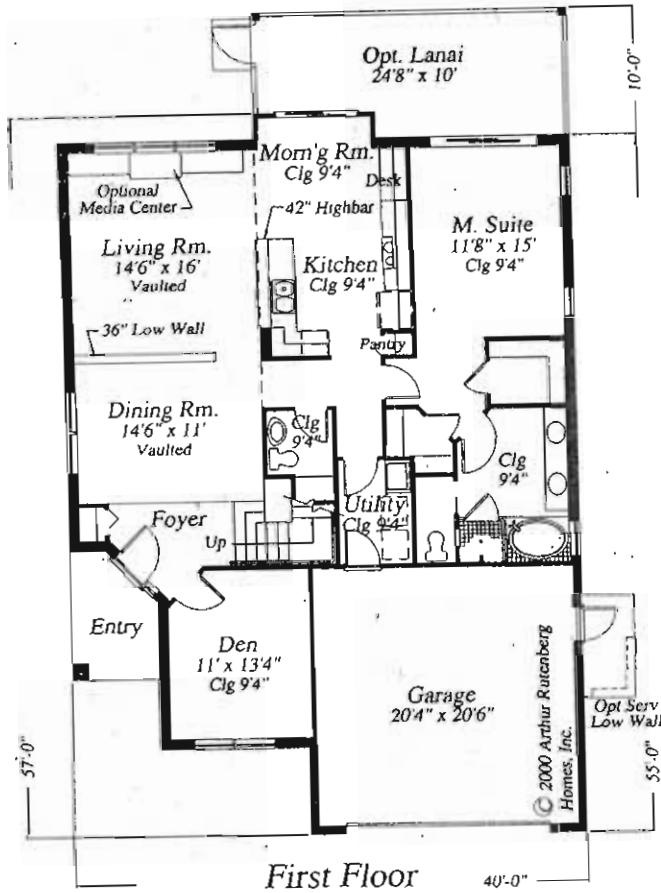 Opt. Lanai
24'8" x 10'
10'-0"
Morn'g Rm.
Clg 9'4"
Desk
Optional
Media Center
42" Highbar
M. Suite
11'8" x 15'
Clg 9'4"
Living Rm.
14'6" x 16'
Vaulted
Kitchen
Clg 9'4"
36" Low Wall
Pantry
Dining Rm.
14'6" x 11'
Vaulted
Clg
9'4"
Clg
9'4"
Foyer
Up
Utility
Clg 9'4"
Entry
Den
11' x 13'4"
Clg 9'4"
Garage
20'4" x 20'6"
© 2000 Arthur Rutenberg
Homes, Inc.
Opt Serv
Low Wall
57'-0"
55'-0"
First Floor
40'-0"